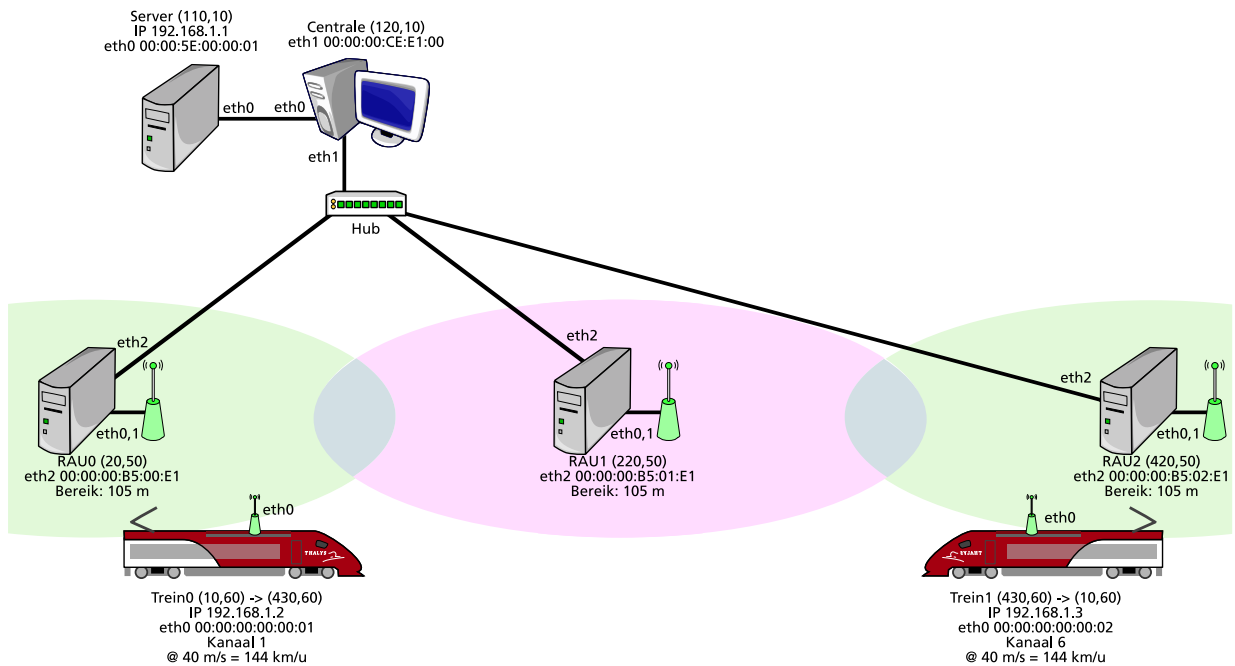 Server (110,10)
IP 192.168.1.1
eth0 00:00:5E:00:00:01
Centrale (120,10)
eth1 00:00:00:CE:E1:00
eth0
eth0
eth1
Hub
eth2
eth0,1
RAU0 (20,50)
eth2 00:00:00:B5:00:E1
Bereik: 105 m
eth2
eth0,1
RAU1 (220,50)
eth2 00:00:00:B5:01:E1
Bereik: 105 m
eth2
eth0,1
RAU2 (420,50)
eth2 00:00:00:B5:02:E1
Bereik: 105 m
eth0
THALYS
Trein0 (10,60) -> (430,60)
IP 192.168.1.2
eth0 00:00:00:00:00:01
Kanaal 1
@ 40 m/s = 144 km/u
eth0
Trein1 (430,60) -> (10,60)
IP 192.168.1.3
eth0 00:00:00:00:00:02
Kanaal 6
@ 40 m/s = 144 km/u